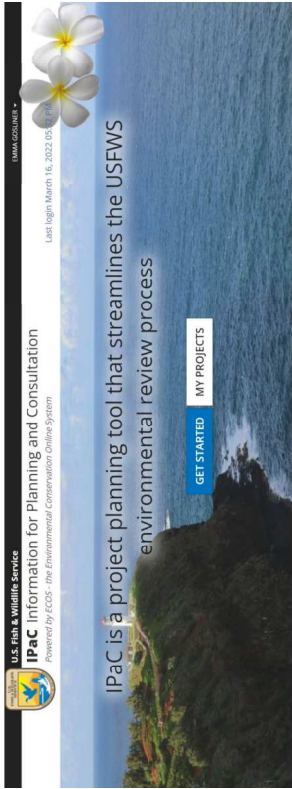 U.S. Fish & Wildlife Service
EMMA GOSLINER
IPaC Information for Planning and Consultation
Powered by ECOS - the Environmental Conservation Online System
Last login March 16, 2022 05 PM
IPaC is a project planning tool that streamlines the USFWS
environmental review process
GET STARTED
MY PROJECTS